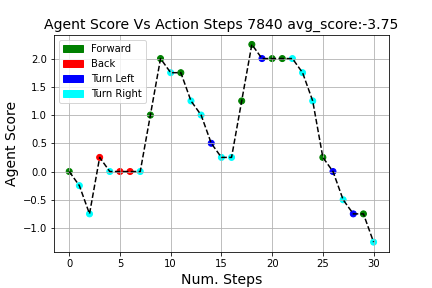 Agent Score Vs Action Steps 7840 avg_score:-3.75
Forward
Back
Turn Left
Turn Right
Agent Score
2.0
1.5
1.0
0.5
0.0
−0.5
−1.0
0 5 10 15 20 25 30
Num. Steps